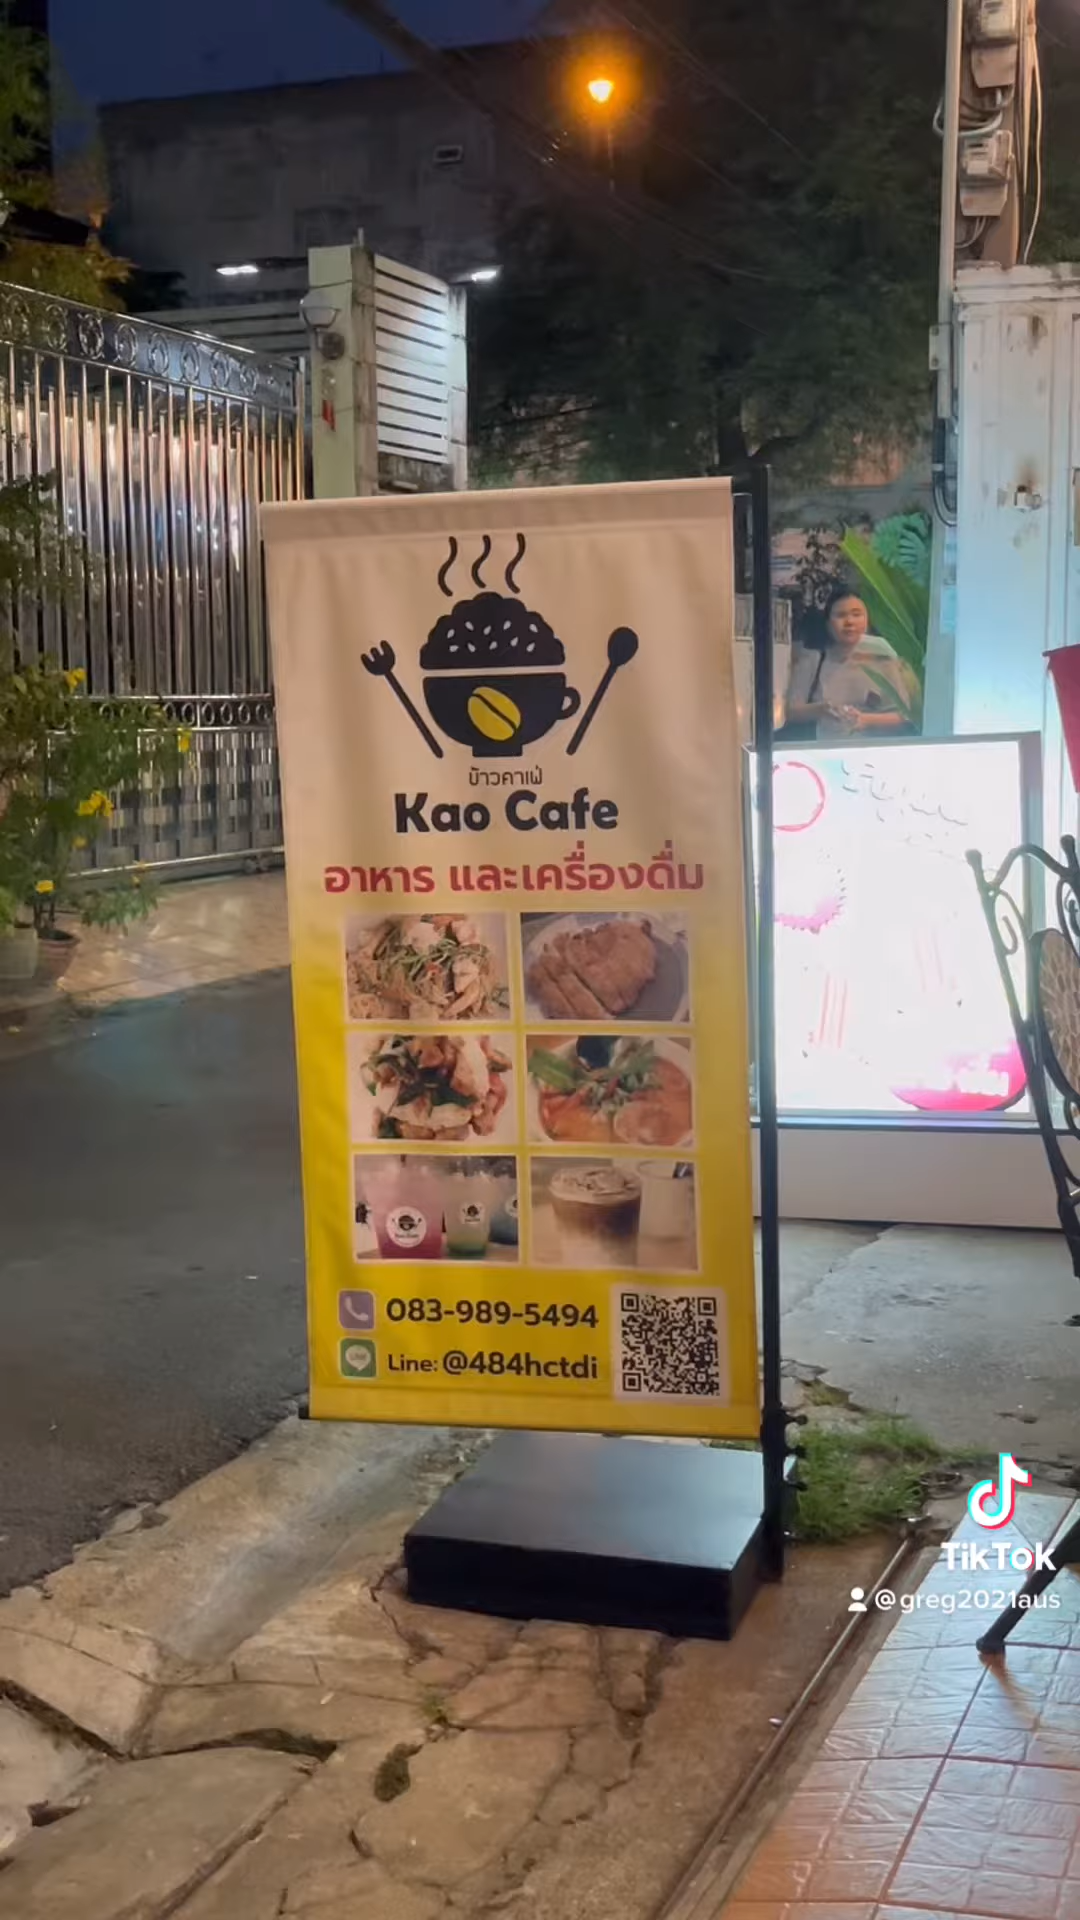 ข้าวคาเฟ่
Kao Cafe
อาหาร และเครื่องดื่ม
083-989-5494
Line: @484hctdi
TikTok
@greg2021aus